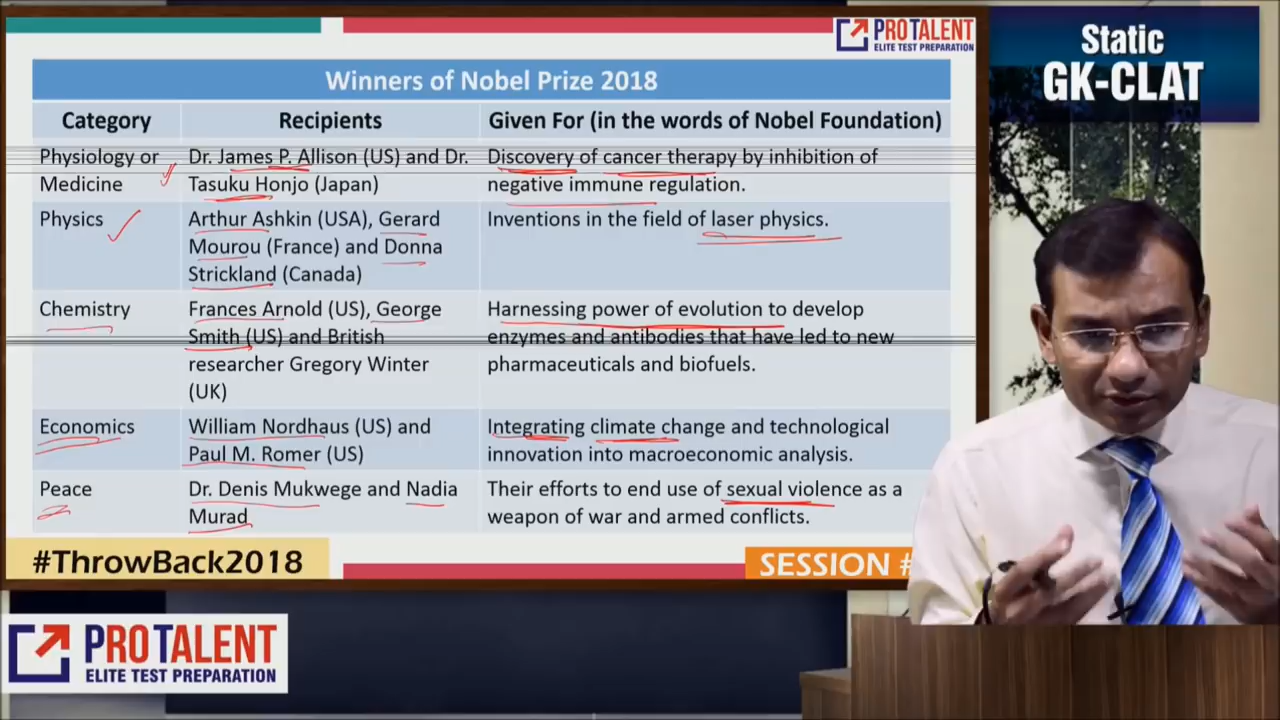 PROTALENT
ELITE TEST PREPARATION
Static
GK-CLAT
Winners of Nobel Prize 2018
Category Recipients Given For (in the words of Nobel Foundation)
Physiology or Medicine
Dr. James P. Allison (US) and Dr.
Tasuku Honjo (Japan)
Discovery of cancer therapy by inhibition of
negative immune regulation.
Physics
Arthur Ashkin (USA), Gerard
Mourou (France) and Donna
Strickland (Canada)
Inventions in the field of laser physics.
Chemistry
Frances Arnold (US), George
Smith (US) and British
researcher Gregory Winter
(UK)
Harnessing power of evolution to develop
enzymes and antibodies that have led to new
pharmaceuticals and biofuels.
Economics
William Nordhaus (US) and
Paul M. Romer (US)
Integrating climate change and technological
innovation into macroeconomic analysis.
Peace
Dr. Denis Mukwege and Nadia
Murad
Their efforts to end use of sexual violence as a
weapon of war and armed conflicts.
#ThrowBack2018
SESSION #
PROTALENT
ELITE TEST PREPARATION